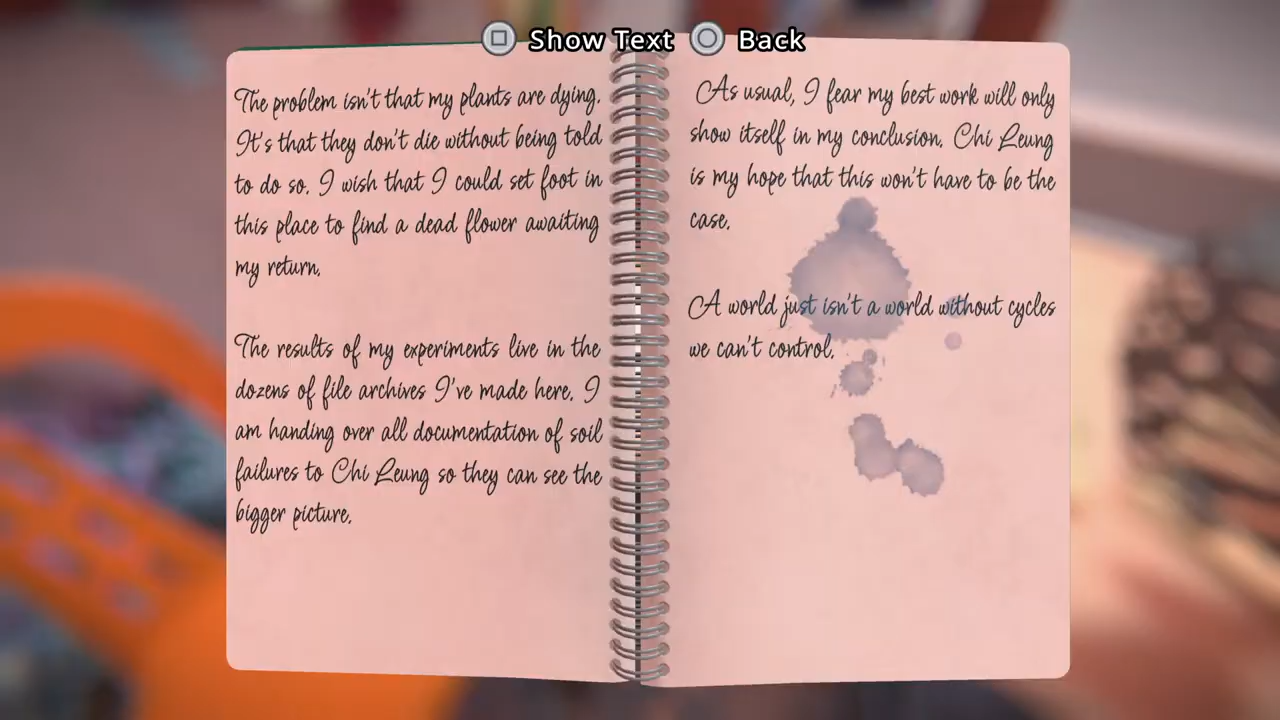 Show Text Back
The problem isn't that my plants are dying.
It's that they don't die without being told
to do so. I wish that I could set foot in
this place to find a dead flower awaiting
my return.
The results of my experiments live in the
dozens of file archives I've made here. I
am handing over all documentation of soil
failures to Chi Leung so they can see the
bigger picture.
As usual, I fear my best work will only
show itself in my conclusion. Chi Leung
is my hope that this won't have to be the
case.
A world just isn't a world without cycles
we can't control.